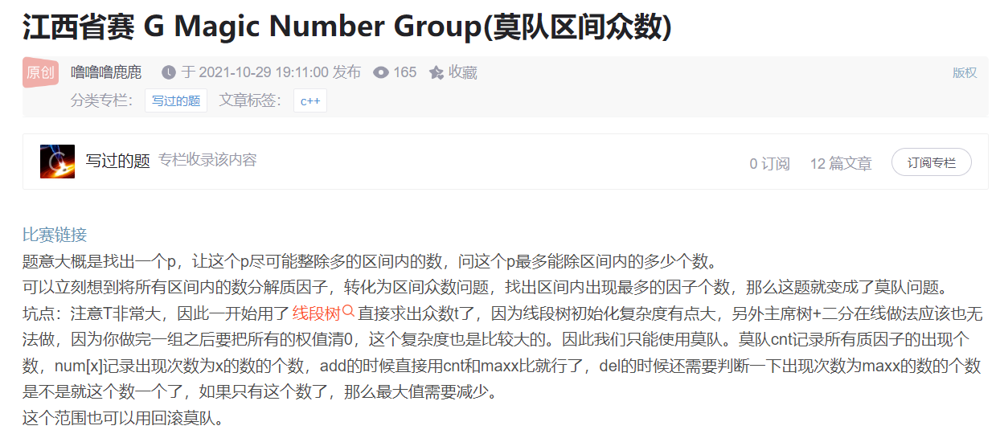 江西省赛 G Magic Number Group(莫队区间众数)
原创 噜噜噜鹿鹿 于 2021-10-29 19:11:00 发布 165 收藏 版权
分类专栏： 写过的题 文章标签： c++
写过的题 专栏收录该内容 0 订阅 12 篇文章 订阅专栏
比赛链接
题意大概是找出一个p，让这个p尽可能整除多的区间内的数，问这个p最多能除区间内的多少个数。
可以立刻想到将所有区间内的数分解质因子，转化为区间众数问题，找出区间内出现最多的因子个数，那么这题就变成了莫队问题。
坑点：注意T非常大，因此一开始用了 线段树 直接求出众数t了，因为线段树初始化复杂度有点大，另外主席树+二分在线做法应该也无
法做，因为你做完一组之后要把所有的权值清0，这个复杂度也是比较大的。因此我们只能使用莫队。莫队cnt记录所有质因子的出现个
数，num[x]记录出现次数为x的数的个数，add的时候直接用cnt和maxx比就行了，del的时候还需要判断一下出现次数为maxx的数的个数
是不是就这个数一个了，如果只有这个数了，那么最大值需要减少。
这个范围也可以用回滚莫队。